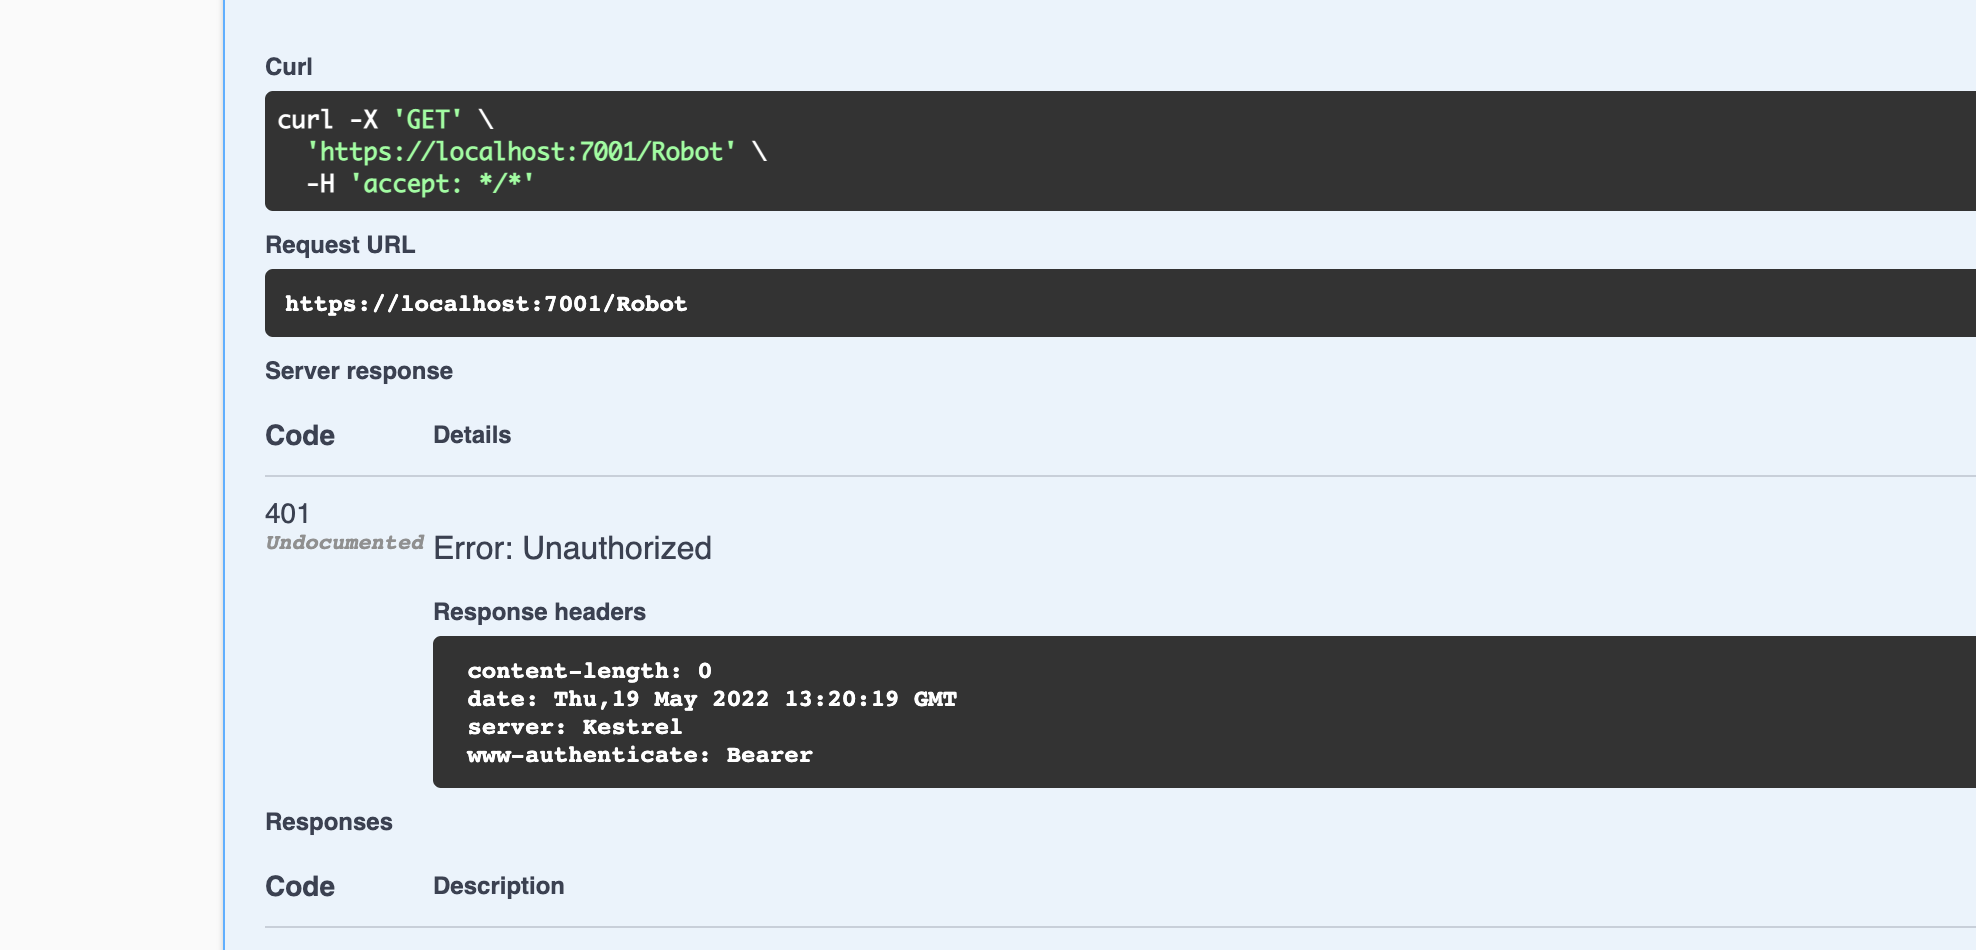 Curl
curl -X 'GET' \
'https://localhost:7001/Robot' \
-H 'accept: */*'
Request URL
https://localhost:7001/Robot
Server response
Code Details
401
Undocumented Error: Unauthorized
Response headers
content-length: 0
date: Thu,19 May 2022 13:20:19 GMT
server: Kestrel
www-authenticate: Bearer
Responses
Code Description